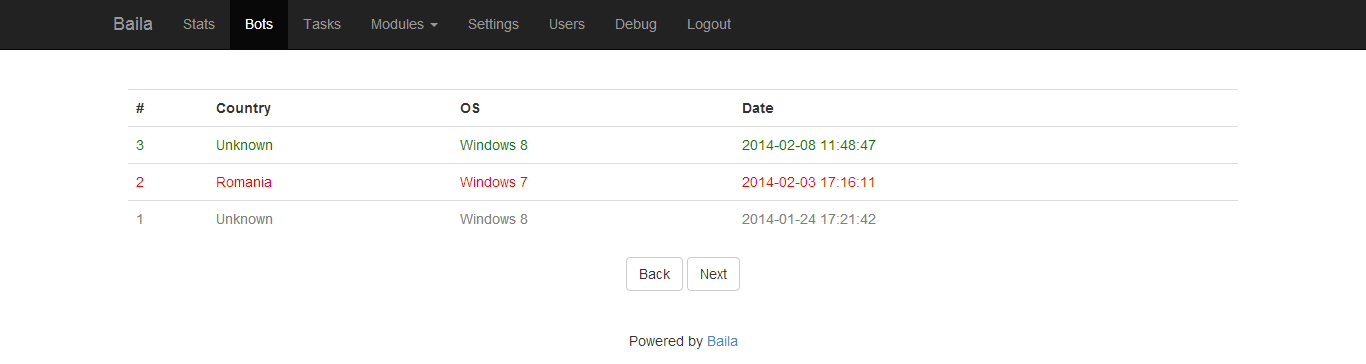 Baila Stats Bots Tasks Modules Settings Users Debug Logout
# Country OS Date
3 Unknown Windows 8 2014-02-08 11:48:47
2 Romania Windows 7 2014-02-03 17:16:11
1 Unknown Windows 8 2014-01-24 17:21:42
Back Next
Powered by Baila